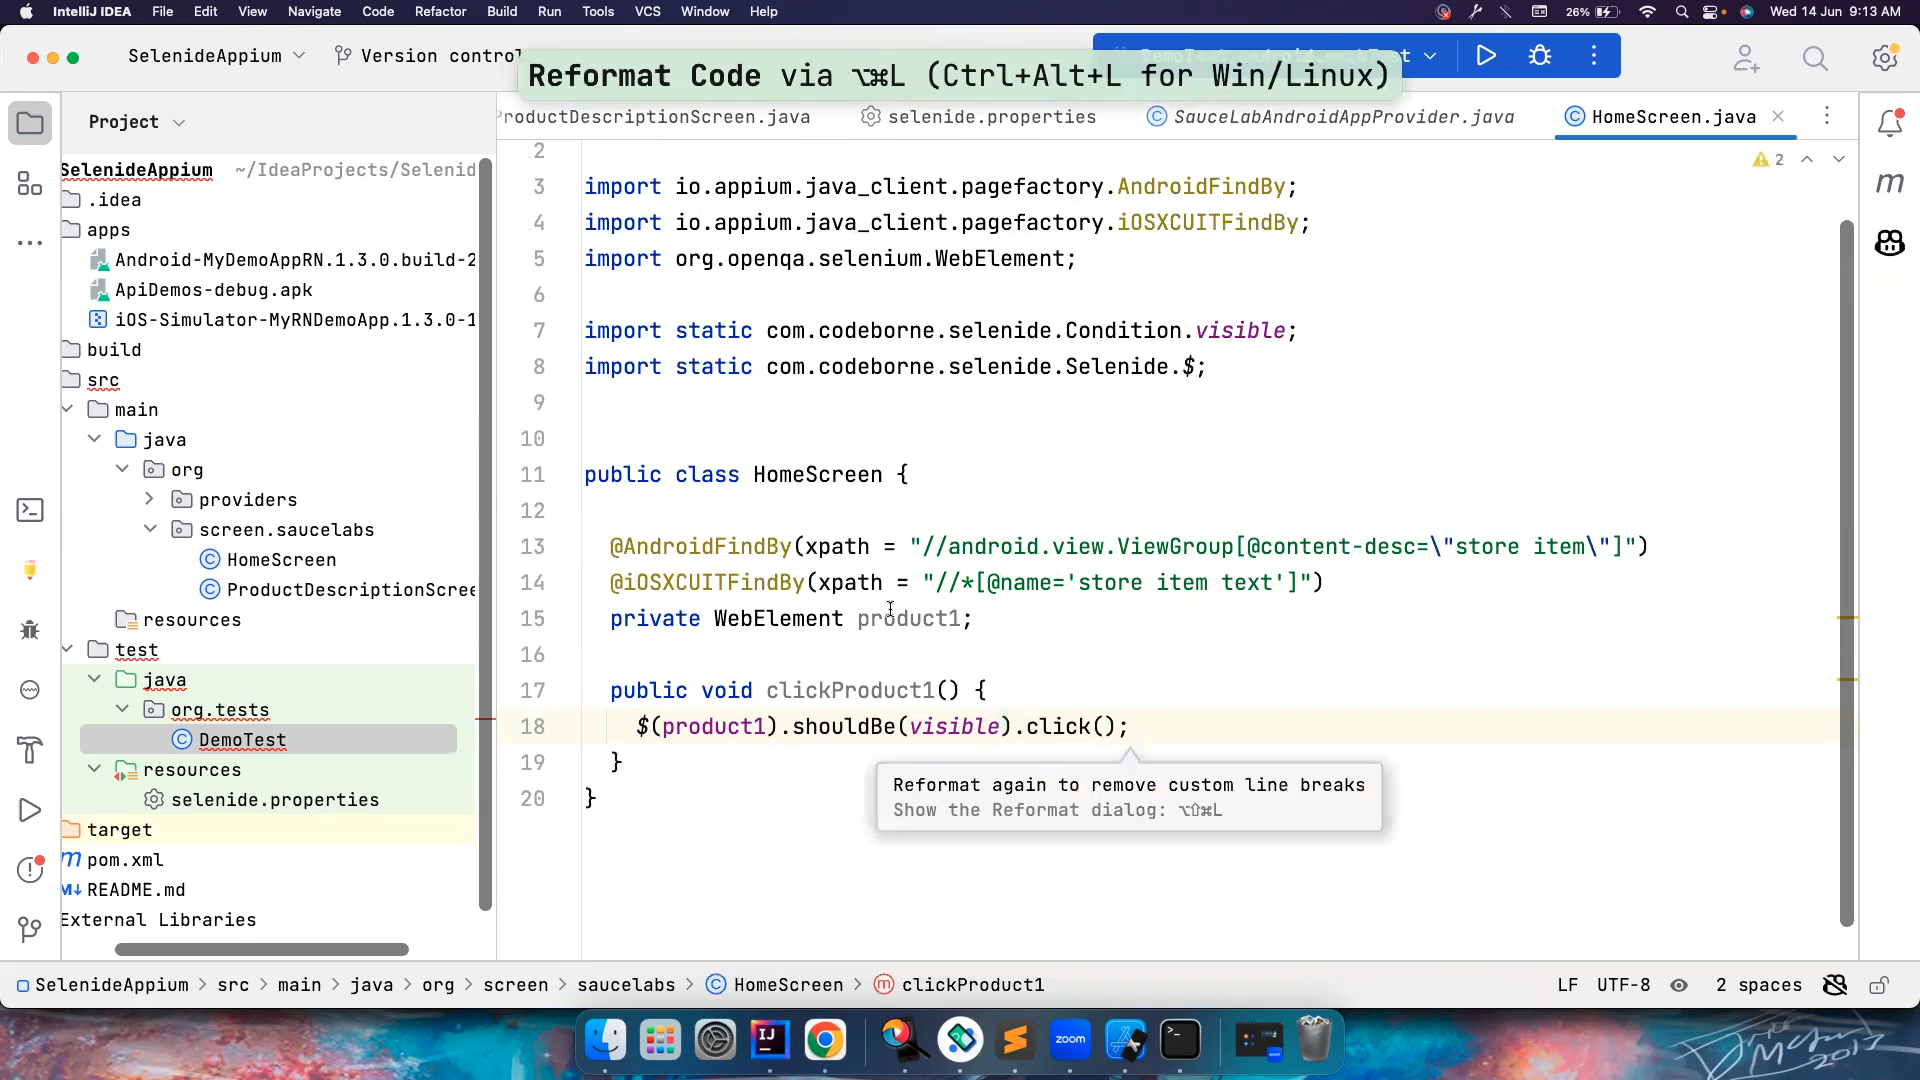 IntelliJ IDEA File Edit View Navigate Code Refactor Build Run Tools VCS Window Help 26% Wed 14 Jun 9:13 AM
SelenideAppium Version control
Reformat Code via ⌥⌘L (Ctrl+Alt+L for Win/Linux)
Project
ProductDescriptionScreen.java selenide.properties SauceLabAndroidAppProvider.java HomeScreen.java
SelenideAppium ~/IdeaProjects/Selenid
.idea
apps
Android-MyDemoAppRN.1.3.0.build-2
ApiDemos-debug.apk
iOS-Simulator-MyRNDemoApp.1.3.0-1
build
src
main
java
org
providers
screen.saucelabs
HomeScreen
ProductDescriptionScree
resources
test
java
org.tests
DemoTest
resources
selenide.properties
target
pom.xml
README.md
External Libraries
2
2
3 import io.appium.java_client.pagefactory.AndroidFindBy;
4 import io.appium.java_client.pagefactory.iOSXCUITFindBy;
5 import org.openqa.selenium.WebElement;
6
7 import static com.codeborne.selenide.Condition.visible;
8 import static com.codeborne.selenide.Selenide.$;
9
10
11 public class HomeScreen {
12
13 @AndroidFindBy(xpath = "//android.view.ViewGroup[@content-desc=\"store item\"]")
14 @iOSXCUITFindBy(xpath = "//*[@name='store item text']")
15 private WebElement product1;
16
17 public void clickProduct1() {
18 $(product1).shouldBe(visible).click();
19 }
20 }
Reformat again to remove custom line breaks
Show the Reformat dialog: ⌥⇧⌘L
SelenideAppium > src > main > java > org > screen > saucelabs > HomeScreen > clickProduct1
LF UTF-8 2 spaces
zoom